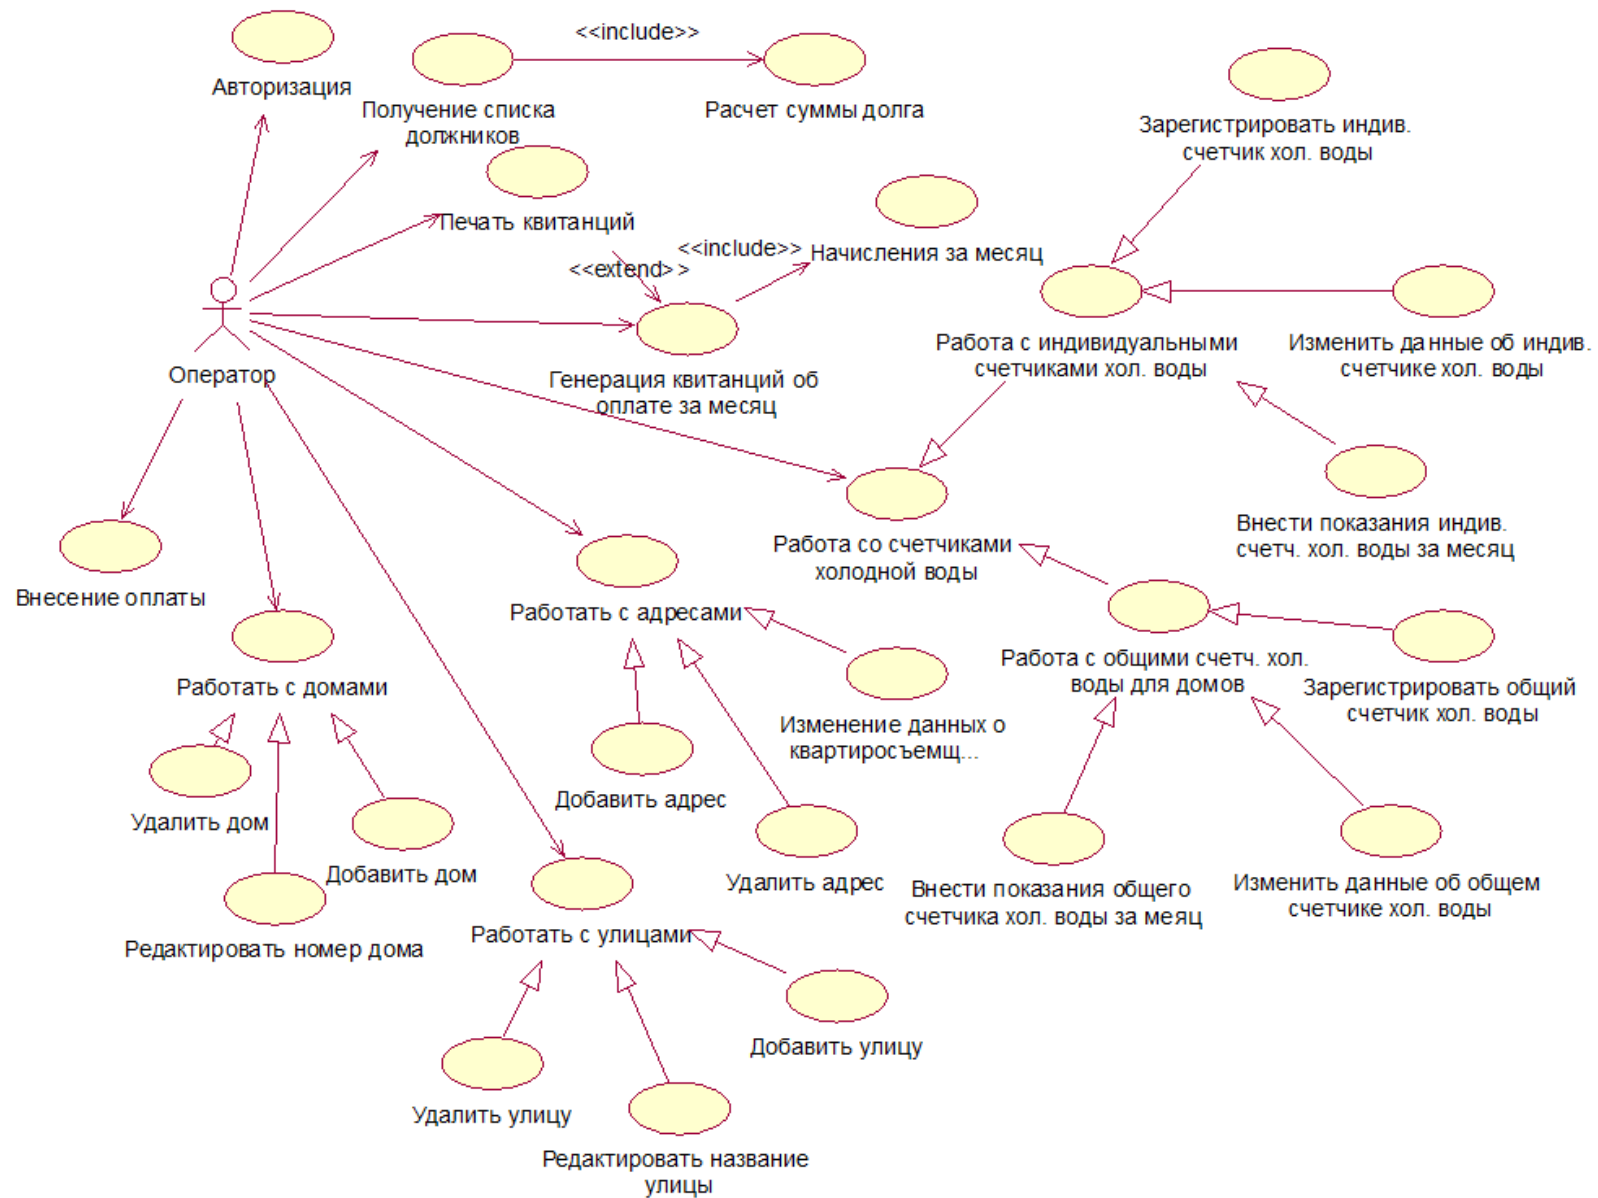 <<include>>
Авторизация
Получение списка
должников
Расчет суммы долга
Зарегистрировать индив.
счетчик хол. воды
Печать квитанций
<<include>>
Начисления за месяц
<<extend>>
Оператор
Генерация квитанций об
оплате за месяц
Работа с индивидуальными
счетчиками хол. воды
Изменить данные об индив.
счетчике хол. воды
Внести показания индив.
счетч. хол. воды за месяц
Работа со счетчиками
холодной воды
Внесение оплаты
Работать с адресами
Работать с домами
Работа с общими счетч. хол.
воды для домов
Зарегистрировать общий
счетчик хол. воды
Изменение данных о
квартиросъемщ...
Добавить адрес
Удалить дом
Добавить дом
Удалить адрес
Внести показания общего
счетчика хол. воды за меяц
Изменить данные об общем
счетчике хол. воды
Редактировать номер дома
Работать с улицами
Добавить улицу
Удалить улицу
Редактировать название
улицы